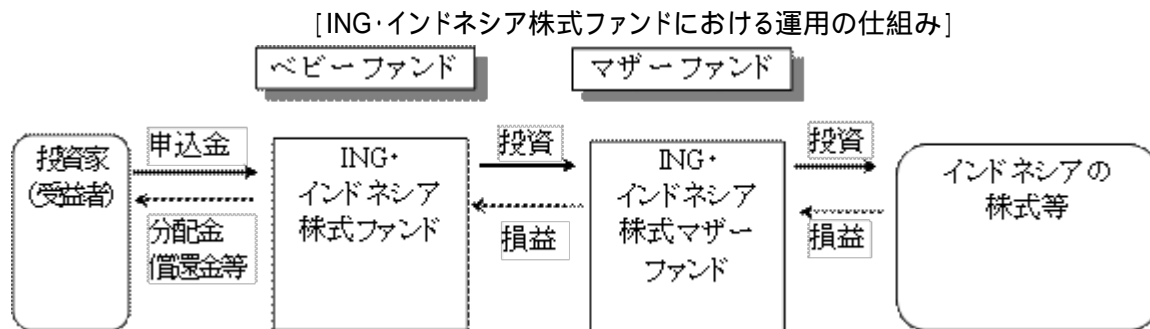 [ING・インドネシア株式ファンドにおける運用の仕組み]
ベビーファンド
マザーファンド
投資家
(受益者)
申込金
分配金
償還金等
ING・
インドネシア
株式ファンド
投資
損益
ING・
インドネシア
株式マザー
ファンド
投資
損益
インドネシアの
株式等